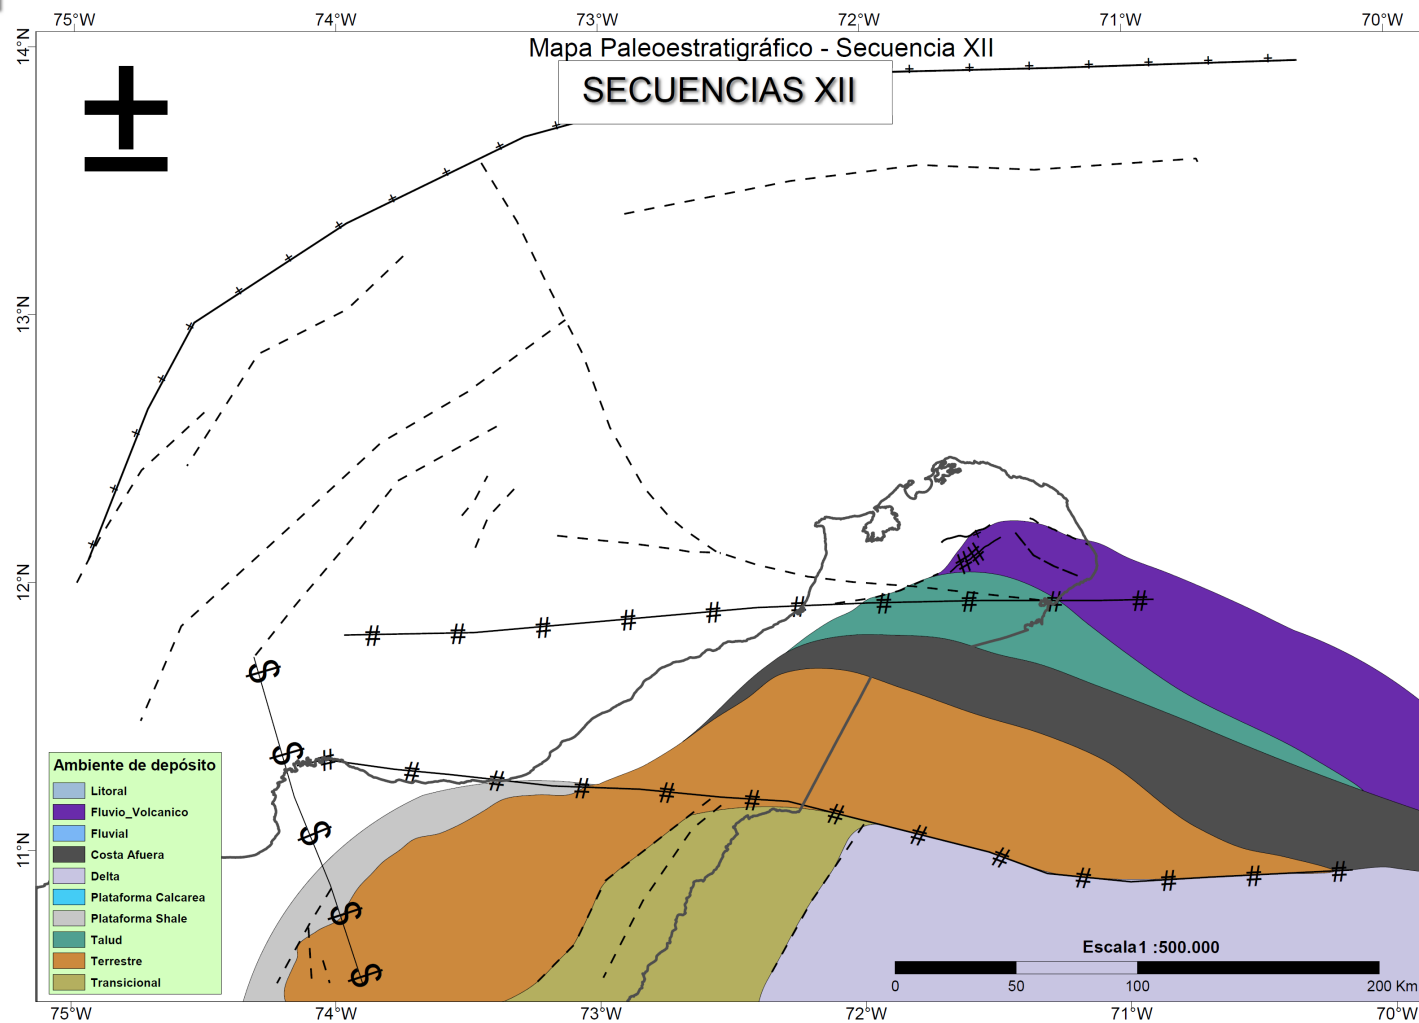 75°W 74°W 73°W 72°W 71°W 70°W
14°N
Mapa Paleoestratigráfico - Secuencia XII
SECUENCIAS XII
13°N
12°N
11°N
Ambiente de depósito
Litoral
Fluvio_Volcanico
Fluvial
Costa Afuera
Delta
Plataforma Calcarea
Plataforma Shale
Talud
Terrestre
Transicional
Escala1 :500.000
0 50 100 200 Km
75°W 74°W 73°W 72°W 71°W 70°W